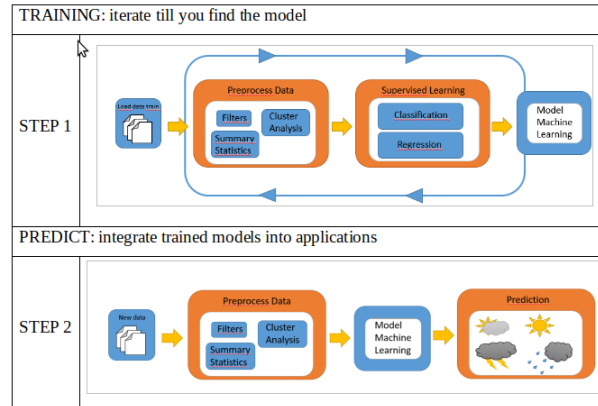 TRAINING: iterate till you find the model
STEP 1
Load data train
Preprocess Data
Filters
Cluster
Analysis
Summary
Statistics
Supervised Learning
Classification
Regression
Model
Machine
Learning
PREDICT: integrate trained models into applications
STEP 2
New data
Preprocess Data
Filters
Cluster
Analysis
Summary
Statistics
Model
Machine
Learning
Prediction